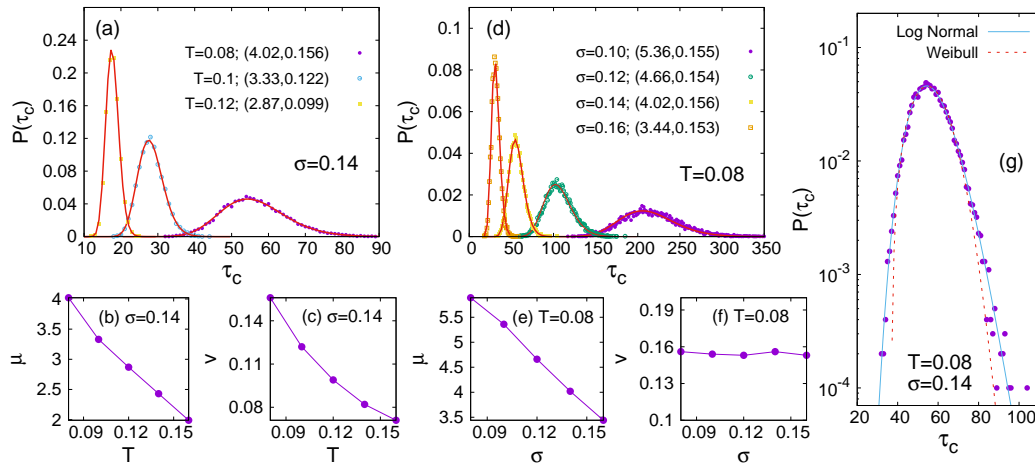 (a)
P(τc)
0.24
0.18
0.12
0.06
0
T=0.08; (4.02,0.156)
T=0.1; (3.33,0.122)
T=0.12; (2.87,0.099)
σ=0.14
10 20 30 40 50 60 70 80 90
τc
(d)
P(τc)
0.1
0.08
0.06
0.04
0.02
0
σ=0.10; (5.36,0.155)
σ=0.12; (4.66,0.154)
σ=0.14; (4.02,0.156)
σ=0.16; (3.44,0.153)
T=0.08
0 50 100 150 200 250 300 350
τc
Log Normal
Weibull
(g)
P(τc)
10-1
10-2
10-3
10-4
T=0.08
σ=0.14
20 40 60 80 100
τc
(b) σ=0.14
μ
4
3.5
3
2.5
2
0.09 0.12 0.15
T
(c) σ=0.14
v
0.14
0.11
0.08
0.09 0.12 0.15
T
(e) T=0.08
μ
5.5
5
4.5
4
3.5
0.09 0.12 0.15
σ
(f) T=0.08
v
0.19
0.16
0.13
0.1
0.09 0.12 0.15
σ